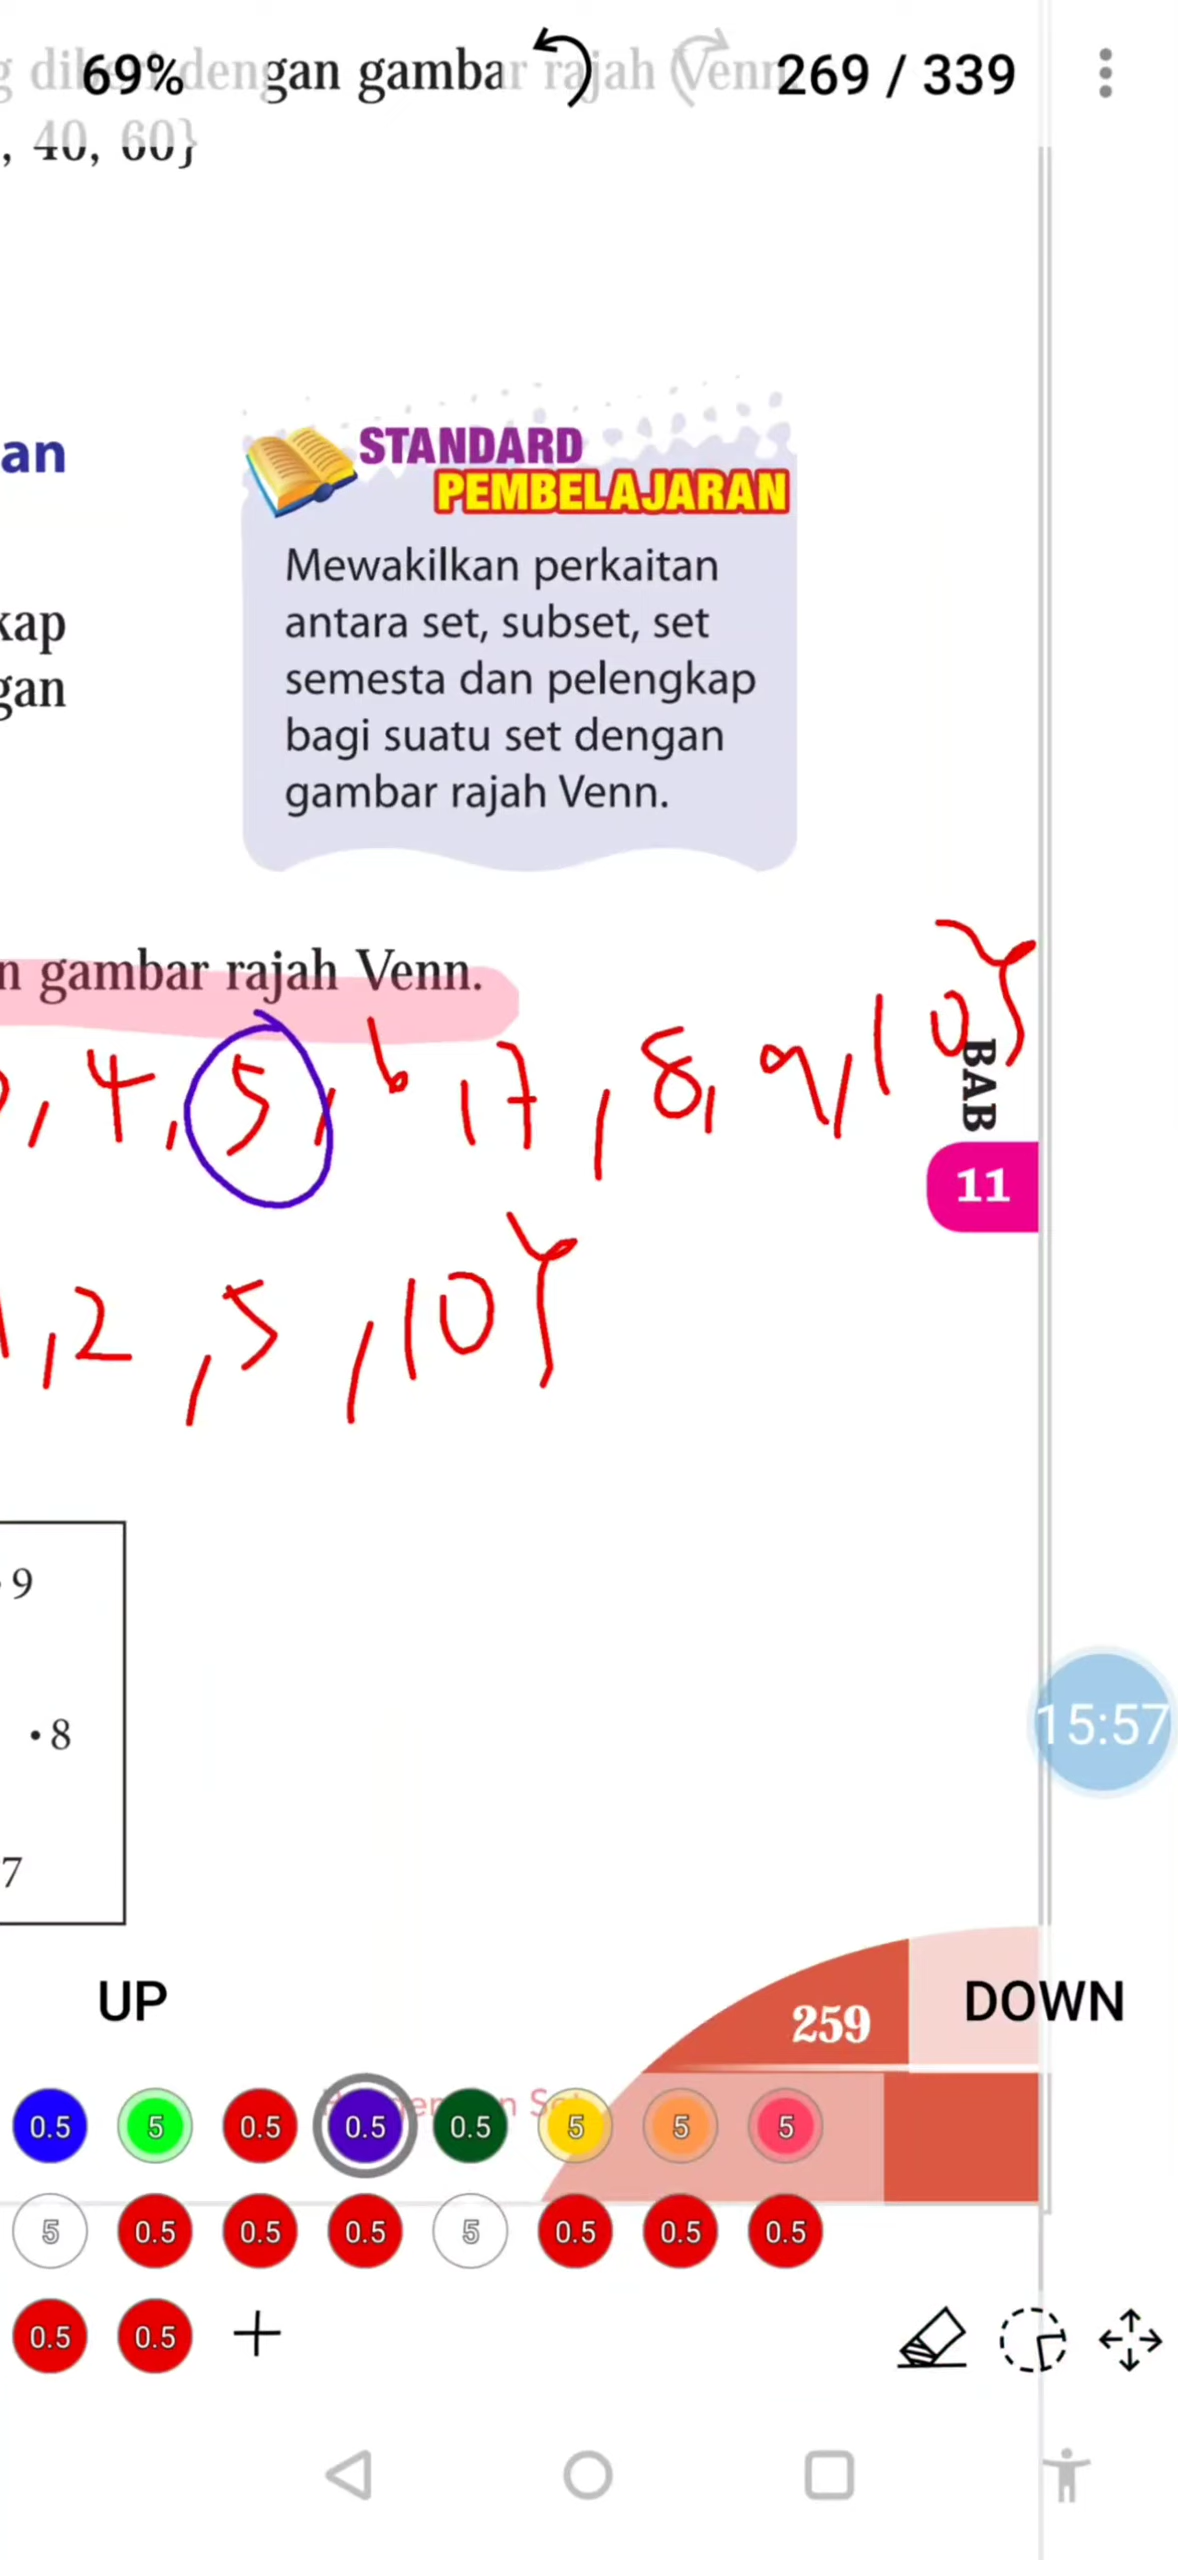 69% gan gambar rajah Venn 269 / 339
, 40, 60}
an
STANDARD
PEMBELAJARAN
Mewakilkan perkaitan
antara set, subset, set
semesta dan pelengkap
bagi suatu set dengan
gambar rajah Venn.
kap
gan
n gambar rajah Venn.
, 4, 5, 6, 7, 8, 9, 10}
BAB
11
1, 2, 5, 10}
9
• 8
7
15:57
UP
DOWN
259
0.5 5 0.5 0.5 0.5 5 5 5
5 0.5 0.5 0.5 5 0.5 0.5 0.5
0.5 0.5 +